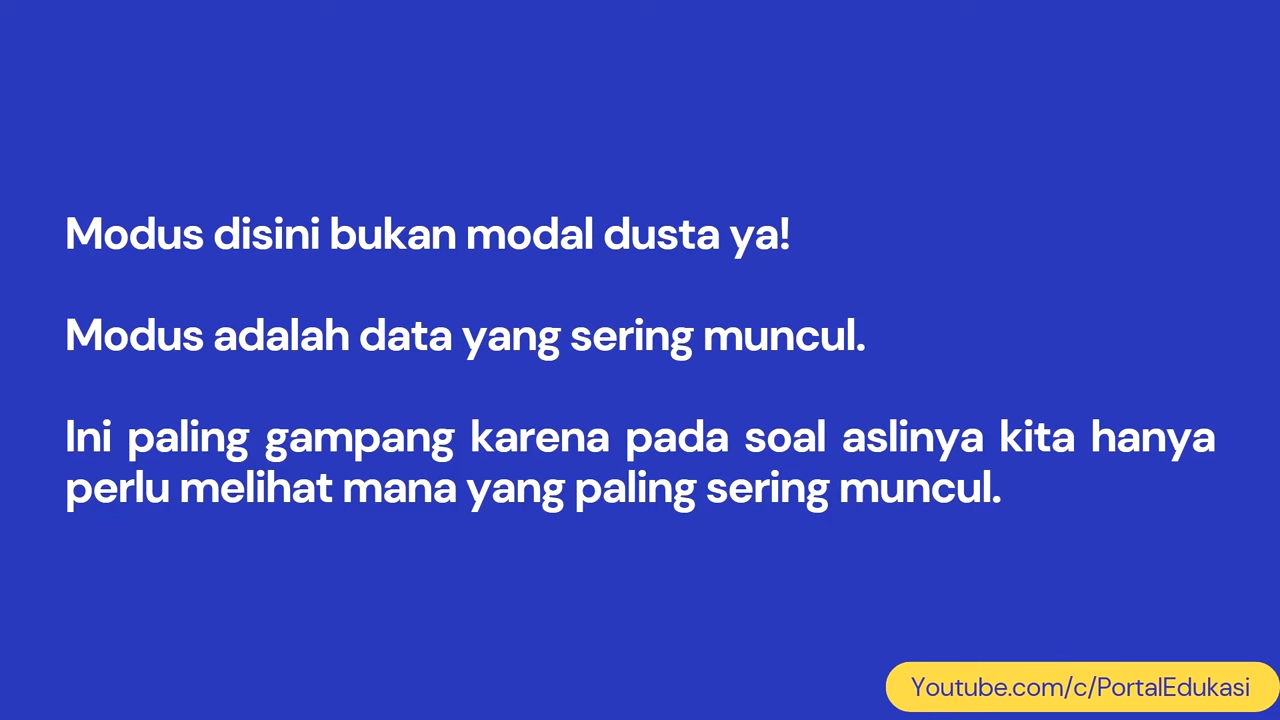 Modus disini bukan modal dusta ya!
Modus adalah data yang sering muncul.
Ini paling gampang karena pada soal aslinya kita hanya
perlu melihat mana yang paling sering muncul.
Youtube.com/c/PortalEdukasi